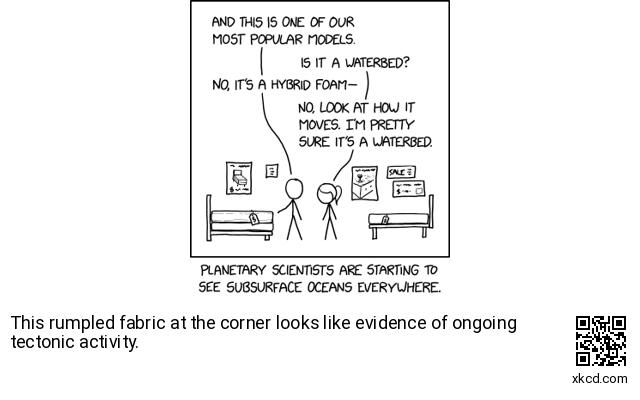 AND THIS IS ONE OF OUR
MOST POPULAR MODELS.
IS IT A WATERBED?
NO, IT'S A HYBRID FOAM—
NO, LOOK AT HOW IT
MOVES. I'M PRETTY
SURE IT'S A WATERBED.
SALE
PLANETARY SCIENTISTS ARE STARTING TO
SEE SUBSURFACE OCEANS EVERYWHERE.
This rumpled fabric at the corner looks like evidence of ongoing
tectonic activity.
xkcd.com